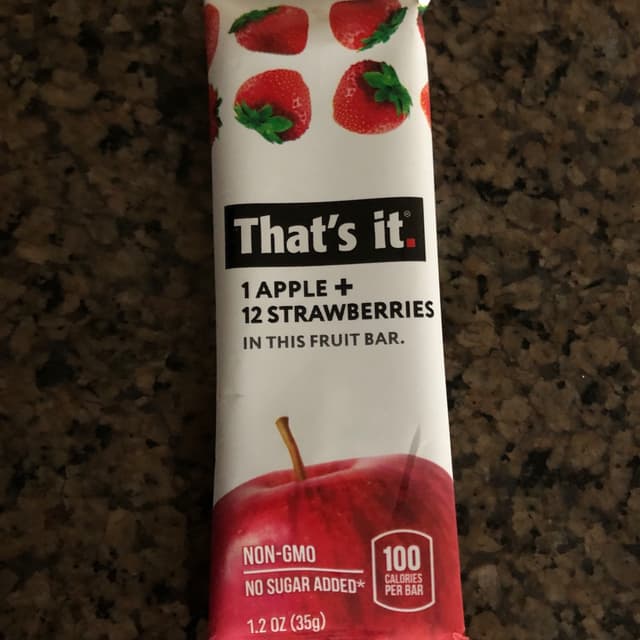 That's it.®
1 APPLE +
12 STRAWBERRIES
IN THIS FRUIT BAR.
NON-GMO
NO SUGAR ADDED*
1.2 OZ (35g)
100
CALORIES
PER BAR